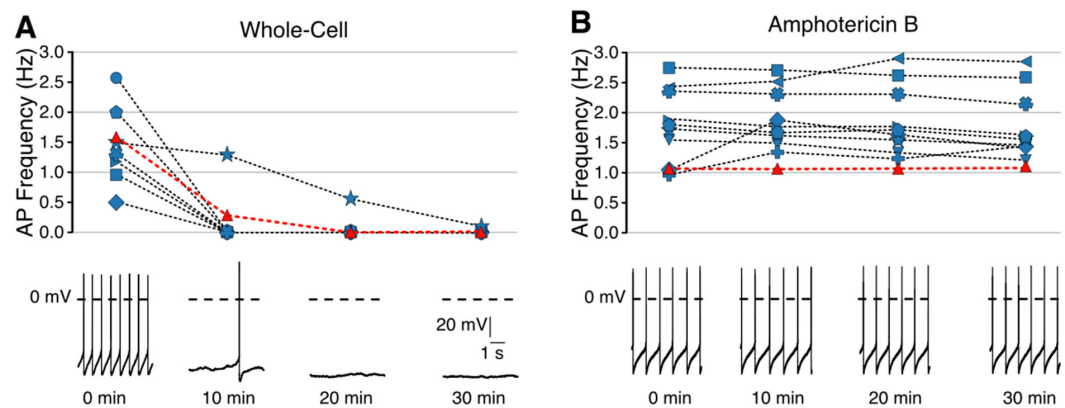 A
Whole-Cell
AP Frequency (Hz)
3.0
2.5
2.0
1.5
1.0
0.5
0.0
0 mV
20 mV
1 s
0 min
10 min
20 min
30 min
B
Amphotericin B
AP Frequency (Hz)
3.0
2.5
2.0
1.5
1.0
0.5
0.0
0 mV
0 min
10 min
20 min
30 min